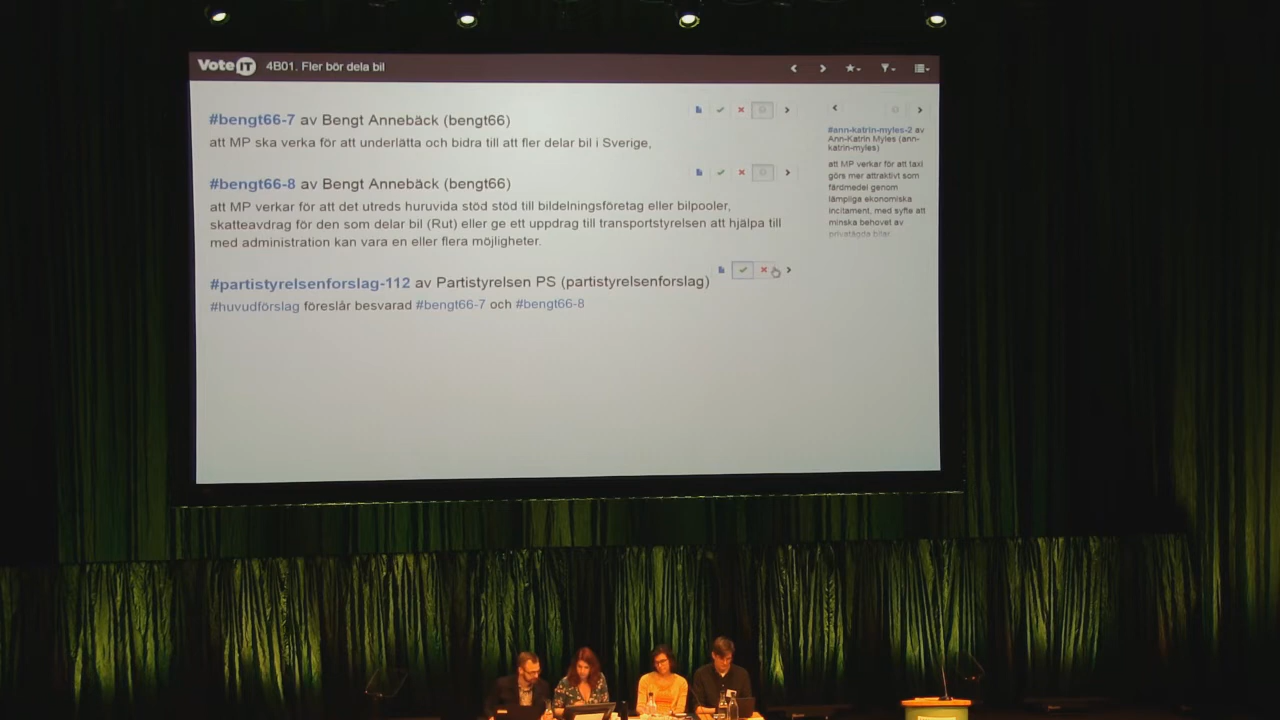 VoteIT 4B01. Fler bör dela bil
#bengt66-7 av Bengt Annebäck (bengt66)
att MP ska verka för att underlätta och bidra till att fler delar bil i Sverige,
#bengt66-8 av Bengt Annebäck (bengt66)
att MP verkar för att det utreds huruvida stöd stöd till bildelningsföretag eller bilpooler,
skatteavdrag för den som delar bil (Rut) eller ge ett uppdrag till transportstyrelsen att hjälpa till
med administration kan vara en eller flera möjligheter.
#partistyrelsenforslag-112 av Partistyrelsen PS (partistyrelsenforslag)
#huvudförslag föreslår besvarad #bengt66-7 och #bengt66-8
#ann-katrin-myles-2 av
Ann-Katrin Myles (ann-
katrin-myles)
att MP verkar för att taxi
görs mer attraktivt som
färdmedel genom
lämpliga ekonomiska
incitament, med syfte att
minska behovet av
privatägda bilar.